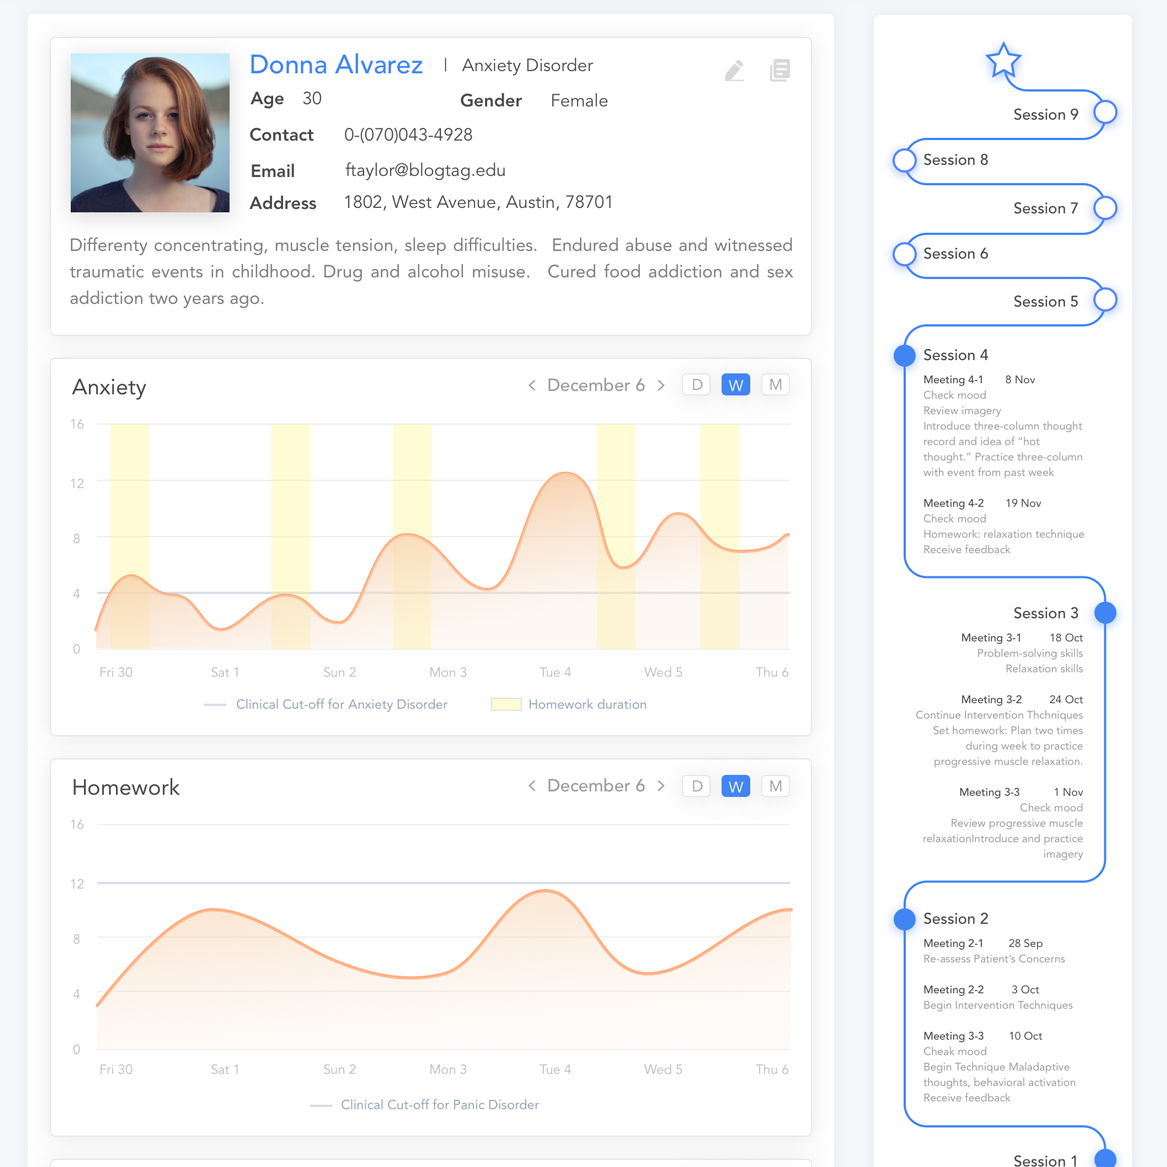 Donna Alvarez | Anxiety Disorder
Age 30 Gender Female
Contact 0-(070)043-4928
Email ftaylor@blogtag.edu
Address 1802, West Avenue, Austin, 78701
Differenty concentrating, muscle tension, sleep difficulties. Endured abuse and witnessed
traumatic events in childhood. Drug and alcohol misuse. Cured food addiction and sex
addiction two years ago.
Anxiety < December 6 > D W M
16
12
8
4
0
Fri 30 Sat 1 Sun 2 Mon 3 Tue 4 Wed 5 Thu 6
Clinical Cut-off for Anxiety Disorder Homework duration
Homework < December 6 > D W M
16
12
8
4
0
Fri 30 Sat 1 Sun 2 Mon 3 Tue 4 Wed 5 Thu 6
Clinical Cut-off for Panic Disorder
Session 9
Session 8
Session 7
Session 6
Session 5
Session 4
Meeting 4-1 8 Nov
Check mood
Review imagery
Introduce three-column thought
record and idea of “hot
thought.” Practice three-column
with event from past week
Meeting 4-2 19 Nov
Check mood
Homework: relaxation technique
Receive feedback
Session 3
Meeting 3-1 18 Oct
Problem-solving skills
Relaxation skills
Meeting 3-2 24 Oct
Continue Intervention Thchniques
Set homework: Plan two times
during week to practice
progressive muscle relaxation.
Meeting 3-3 1 Nov
Check mood
Review progressive muscle
relaxationIntroduce and practice
imagery
Session 2
Meeting 2-1 28 Sep
Re-assess Patient’s Concerns
Meeting 2-2 3 Oct
Begin Intervention Techniques
Meeting 3-3 10 Oct
Cheak mood
Begin Technique Maladaptive
thoughts, behavioral activation
Receive feedback
Session 1